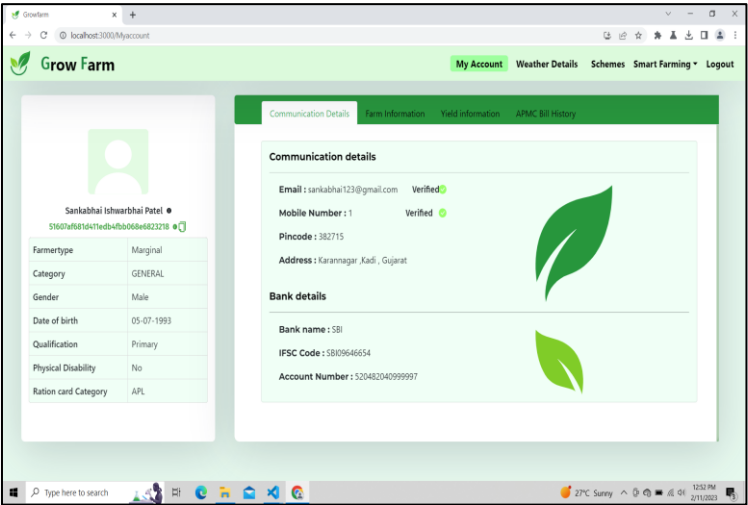 Growfarm
localhost:3000/Myaccount
Grow Farm
My Account Weather Details Schemes Smart Farming Logout
Communication Details Farm Information Yield information APMC Bill History
Sankabhai Ishwarbhai Patel
51607af681d411edb4fbb068e6823218
Farmertype Marginal
Category GENERAL
Gender Male
Date of birth 05-07-1993
Qualification Primary
Physical Disability No
Ration card Category APL
Communication details
Email : sankabhai123@gmail.com Verified
Mobile Number : 1 Verified
Pincode : 382715
Address : Karannagar ,Kadi , Gujarat
Bank details
Bank name : SBI
IFSC Code : SBI09646654
Account Number : 520482040999997
Type here to search
27°C Sunny
12:52 PM
2/11/2023